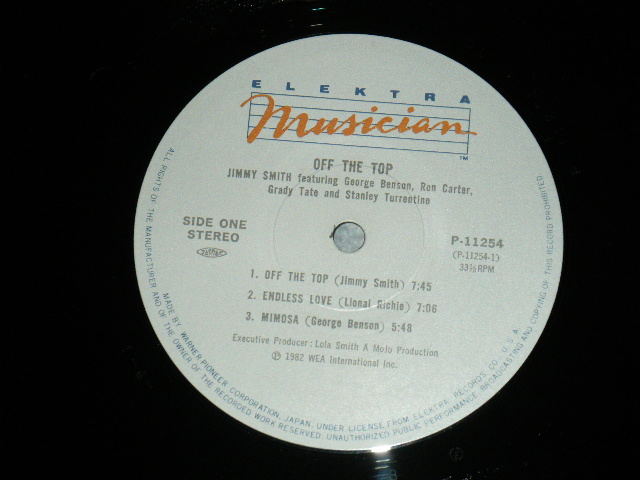 ELEKTRA
Musician
TM
OFF THE TOP
JIMMY SMITH featuring George Benson, Ron Carter,
Grady Tate and Stanley Turrentine
SIDE ONE
STEREO
P-11254
(P-11254-1)
33⅓RPM
1. OFF THE TOP (Jimmy Smith) 7:45
2. ENDLESS LOVE (Lional Richie) 7:06
3. MIMOSA (George Benson) 5:48
Executive Producer: Lola Smith A Mojo Production
Ⓟ 1982 WEA International Inc.
ALL RIGHTS OF THE MANUFACTURER AND OF THE OWNER OF THE RECORDED WORK RESERVED. UNAUTHORIZED PUBLIC PERFORMANCE, BROADCASTING AND COPYING OF THIS RECORD PROHIBITED
MADE BY WARNER-PIONEER CORPORATION, JAPAN, UNDER LICENSE FROM ELEKTRA RECORDS CO., U.S.A.